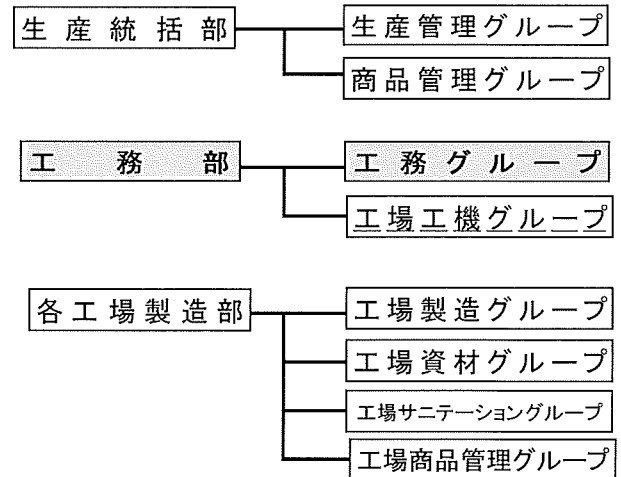 生産統括部
生産管理グループ
商品管理グループ
工務部
工務グループ
工場工機グループ
各工場製造部
工場製造グループ
工場資材グループ
工場サニテーショングループ
工場商品管理グループ